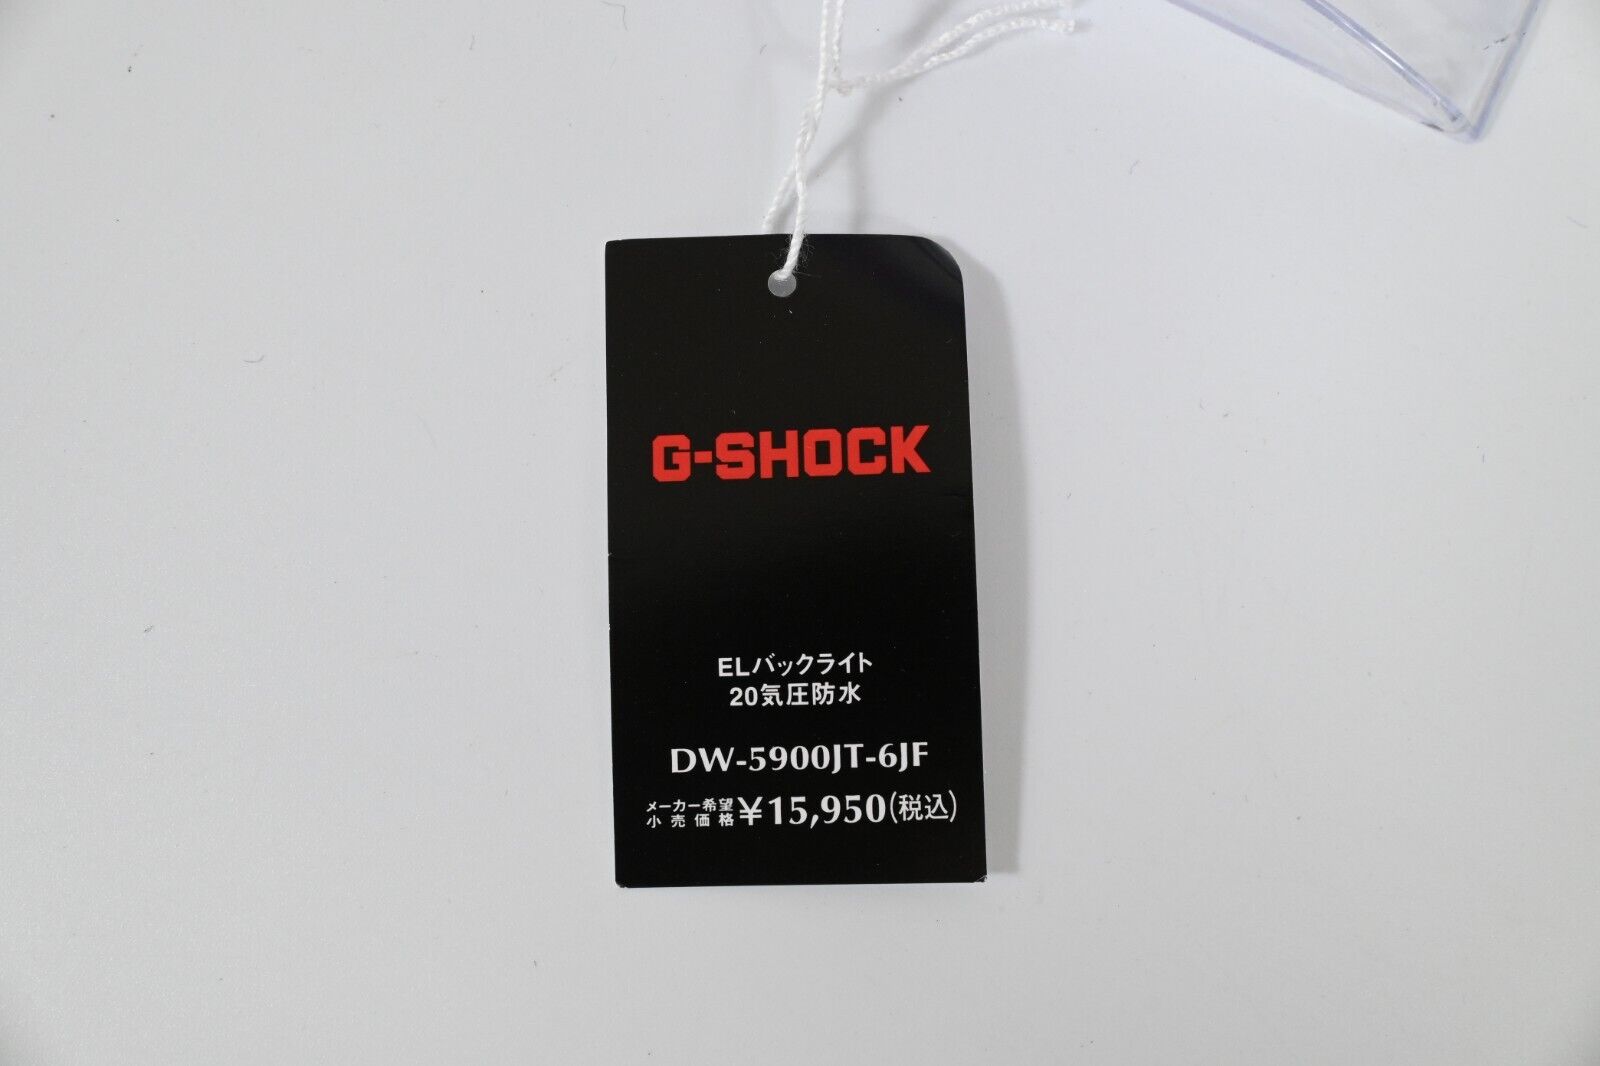 G-SHOCK
ELバックライト
20気圧防水
DW-5900JT-6JF
メーカー希望
小売価格 ¥15,950(税込)